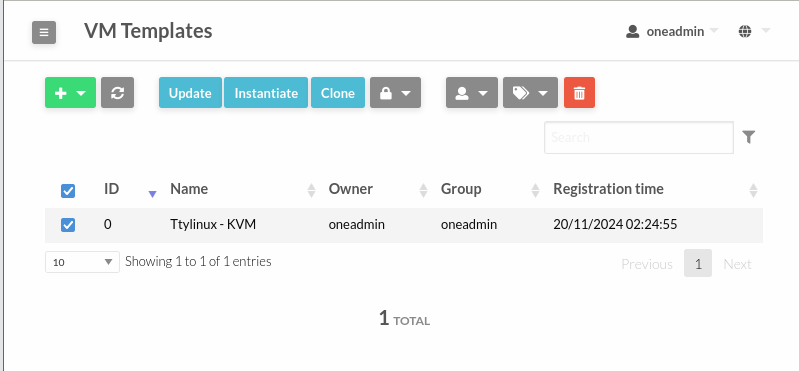 VM Templates
oneadmin
Update Instantiate Clone
Search
ID Name Owner Group Registration time
0 Ttylinux - KVM oneadmin oneadmin 20/11/2024 02:24:55
10 Showing 1 to 1 of 1 entries Previous 1 Next
1 TOTAL